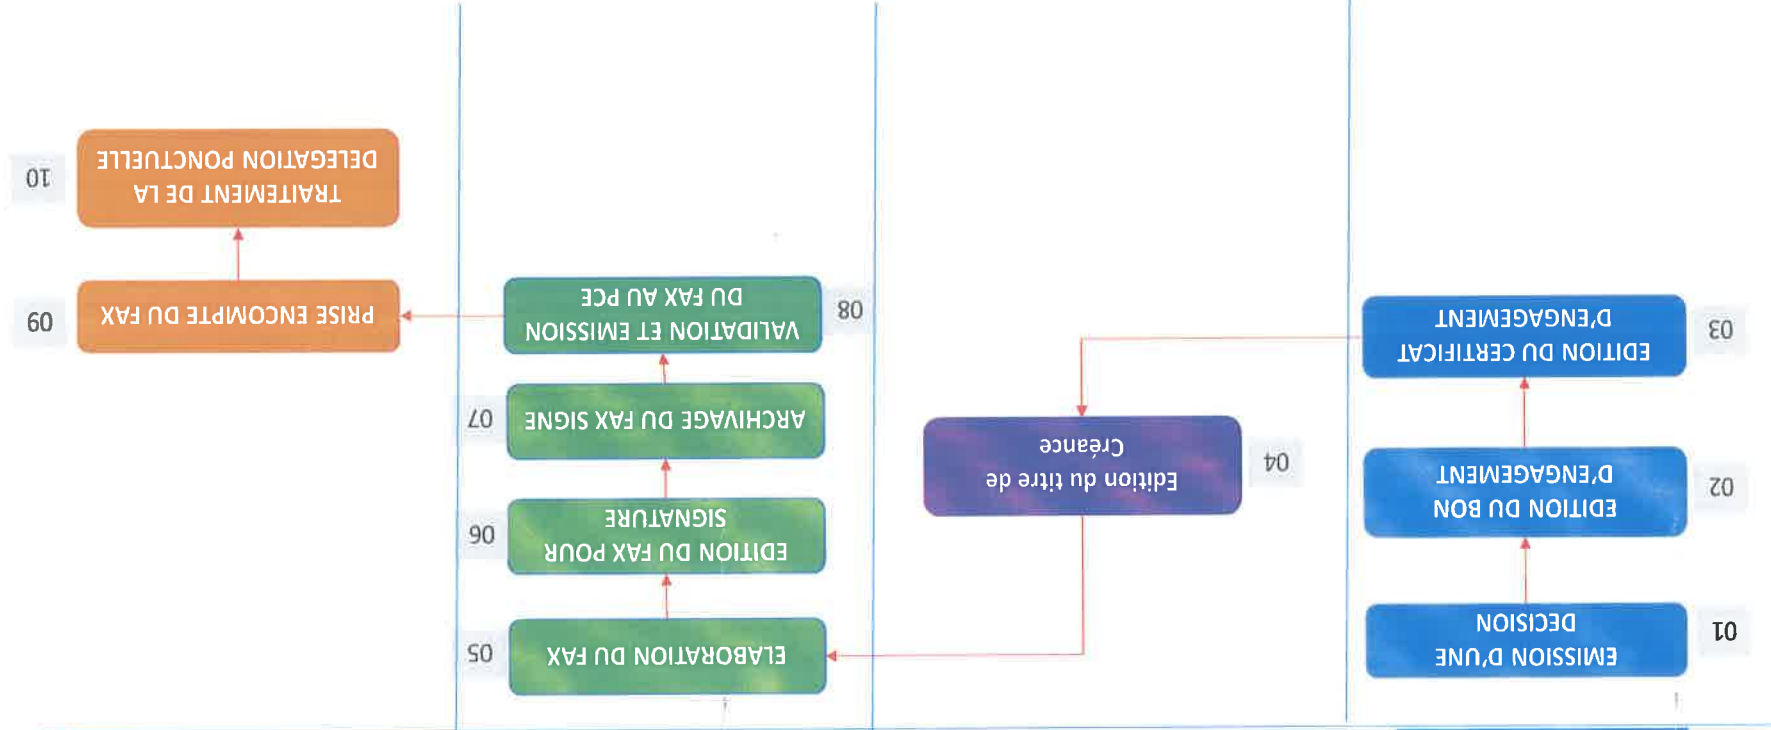 01
EMISSION D'UNE
DECISION
02
EDITION DU BON
D'ENGAGEMENT
03
EDITION DU CERTIFICAT
D'ENGAGEMENT
04
Edition du titre de
Créance
05
ELABORATION DU FAX
06
EDITION DU FAX POUR
SIGNATURE
07
ARCHIVAGE DU FAX SIGNE
08
VALIDATION ET EMISSION
DU FAX AU PCE
09
PRISE ENCOMPTE DU FAX
10
TRAITEMENT DE LA
DELEGATION PONCTUELLE